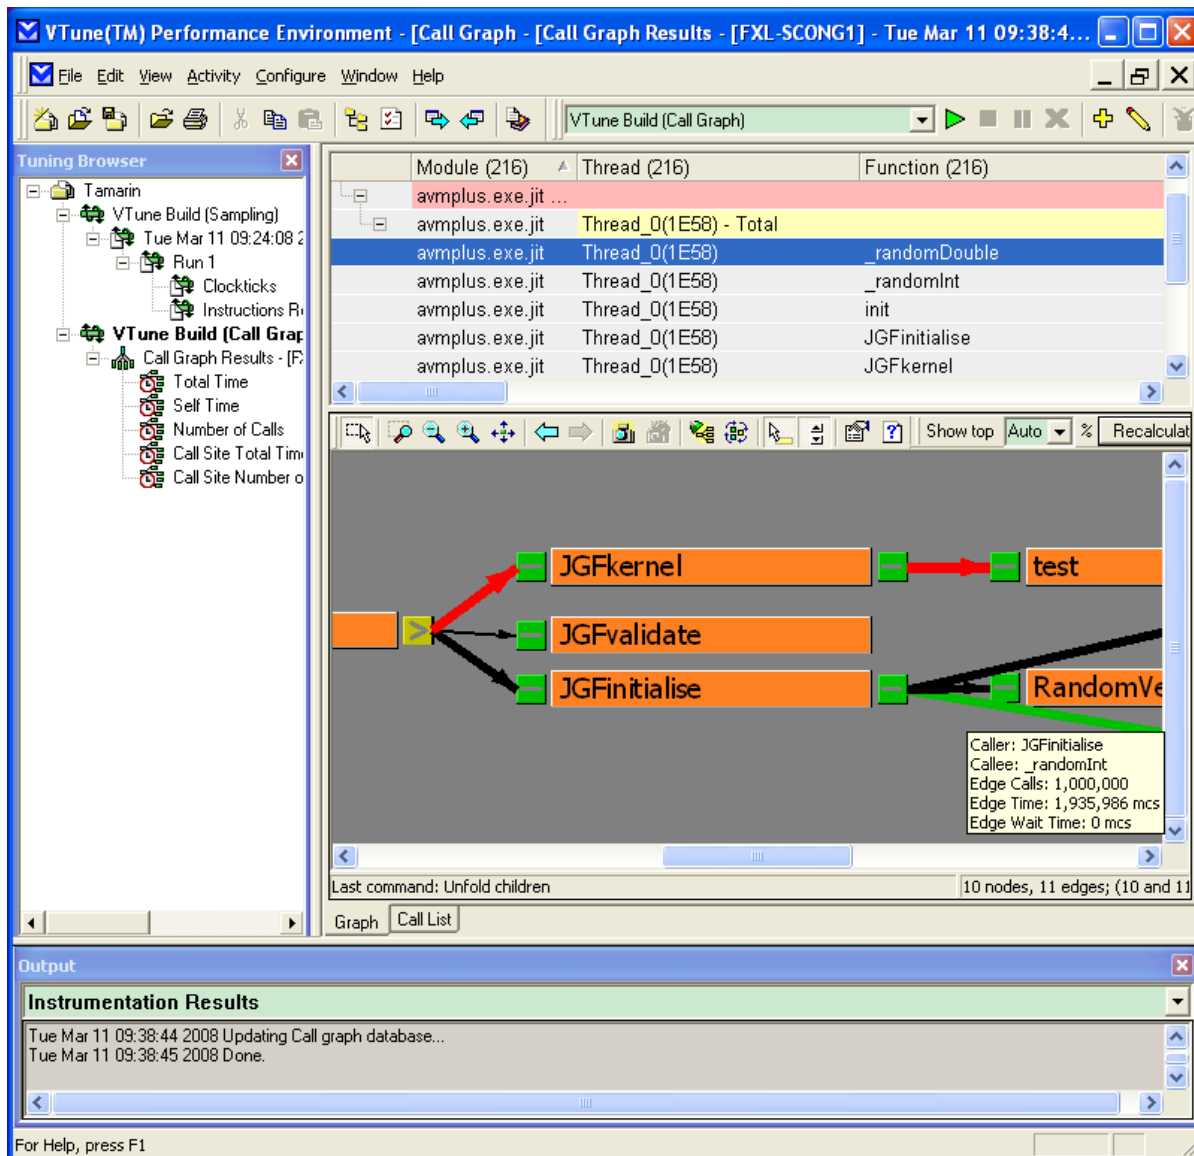 VTune(TM) Performance Environment - [Call Graph - [Call Graph Results - [FXL-SCONG1] - Tue Mar 11 09:38:4...
File Edit View Activity Configure Window Help
VTune Build (Call Graph)
Tuning Browser
Tamarin
VTune Build (Sampling)
Tue Mar 11 09:24:08 2
Run 1
Clockticks
Instructions R
VTune Build (Call Grap
Call Graph Results - [F
Total Time
Self Time
Number of Calls
Call Site Total Tim
Call Site Number o
Module (216) Thread (216) Function (216)
avmplus.exe.jit ...
avmplus.exe.jit Thread_0(1E58) - Total
avmplus.exe.jit Thread_0(1E58) _randomDouble
avmplus.exe.jit Thread_0(1E58) _randomInt
avmplus.exe.jit Thread_0(1E58) init
avmplus.exe.jit Thread_0(1E58) JGFinitialise
avmplus.exe.jit Thread_0(1E58) JGFkernel
Show top Auto % Recalculat
JGFkernel test
JGFvalidate
JGFinitialise RandomVe
Caller: JGFinitialise
Callee: _randomInt
Edge Calls: 1,000,000
Edge Time: 1,935,986 mcs
Edge Wait Time: 0 mcs
Last command: Unfold children 10 nodes, 11 edges; (10 and 11
Graph Call List
Output
Instrumentation Results
Tue Mar 11 09:38:44 2008 Updating Call graph database...
Tue Mar 11 09:38:45 2008 Done.
For Help, press F1